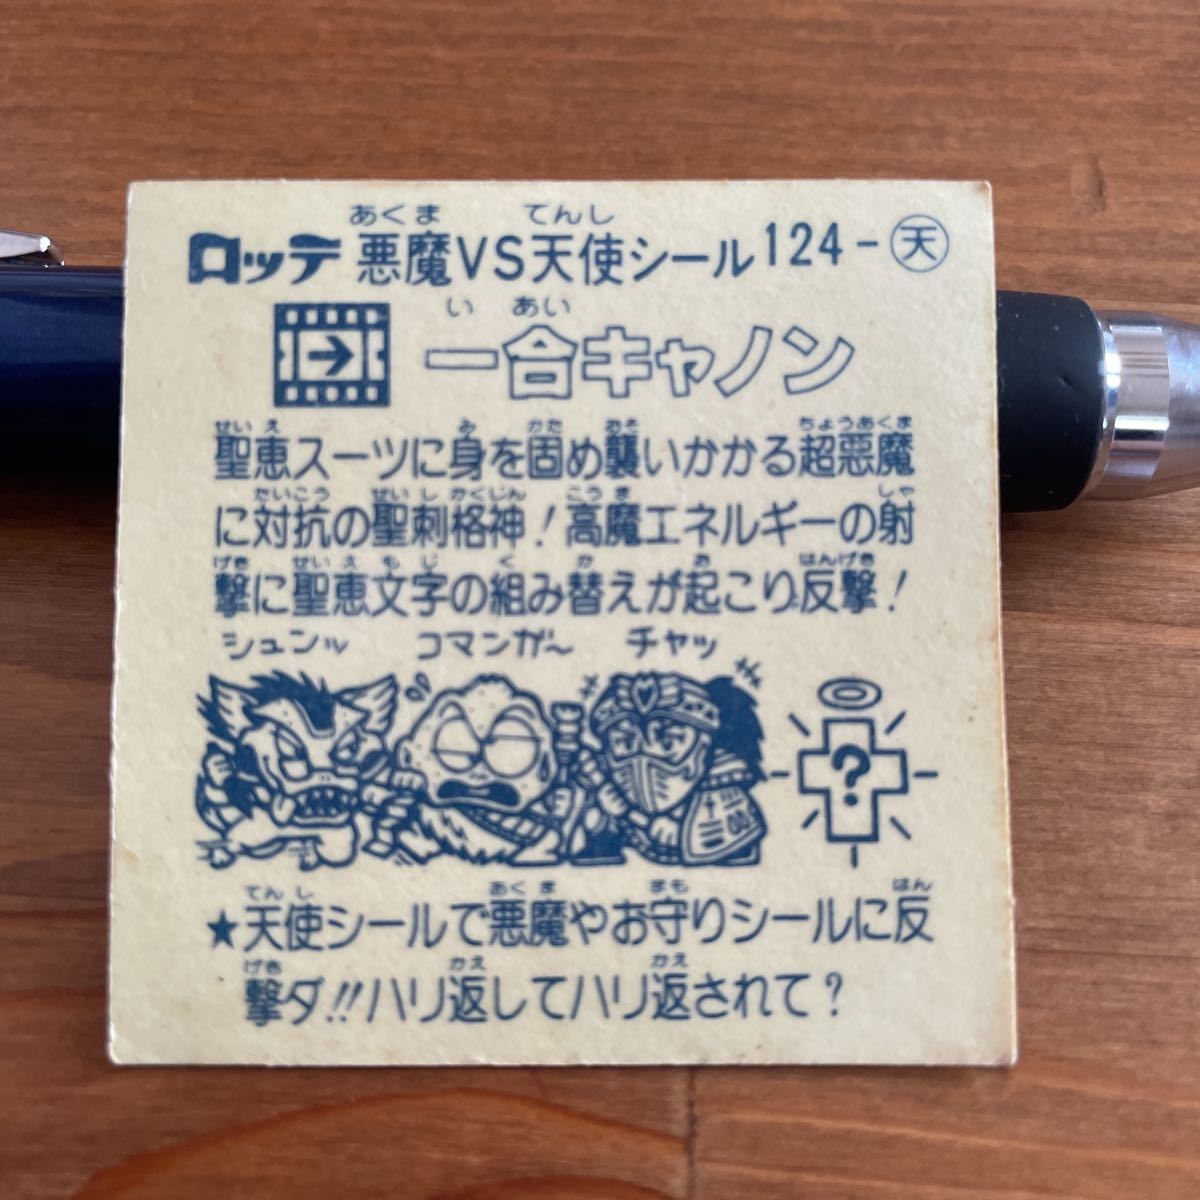 あくま てんし
ロッテ 悪魔VS天使シール124-天
い あい
一合キャノン
せいえ み かた おそ ちょうあくま
聖恵スーツに身を固め襲いかかる超悪魔
たいこう せいしかくじん こうま しゃ
に対抗の聖刺格神!高魔エネルギーの射
げき せいえもじ く か お はんげき
撃に聖恵文字の組み替えが起こり反撃!
シュンル コマンガ〜 チャッ
?
てんし あくま まも はん
★天使シールで悪魔やお守りシールに反
げき かえ かえ
撃ダ!!ハリ返してハリ返されて?